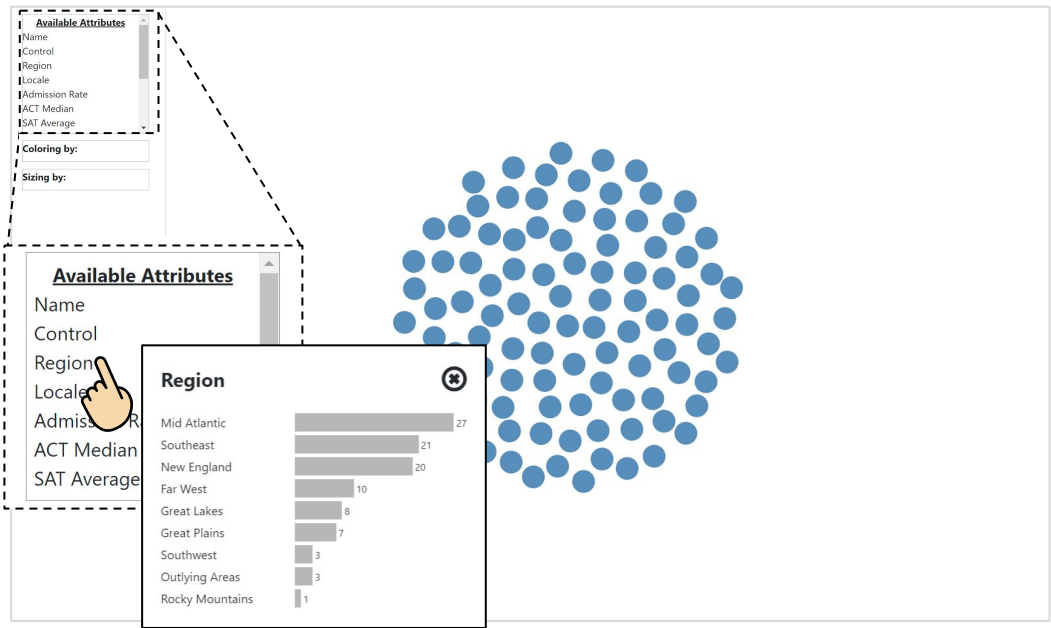 Available Attributes
Name
Control
Region
Locale
Admission Rate
ACT Median
SAT Average
Coloring by:
Sizing by:
Available Attributes
Name
Control
Region
Locale
Admiss R
ACT Median
SAT Average
Region
Mid Atlantic 27
Southeast 21
New England 20
Far West 10
Great Lakes 8
Great Plains 7
Southwest 3
Outlying Areas 3
Rocky Mountains 1